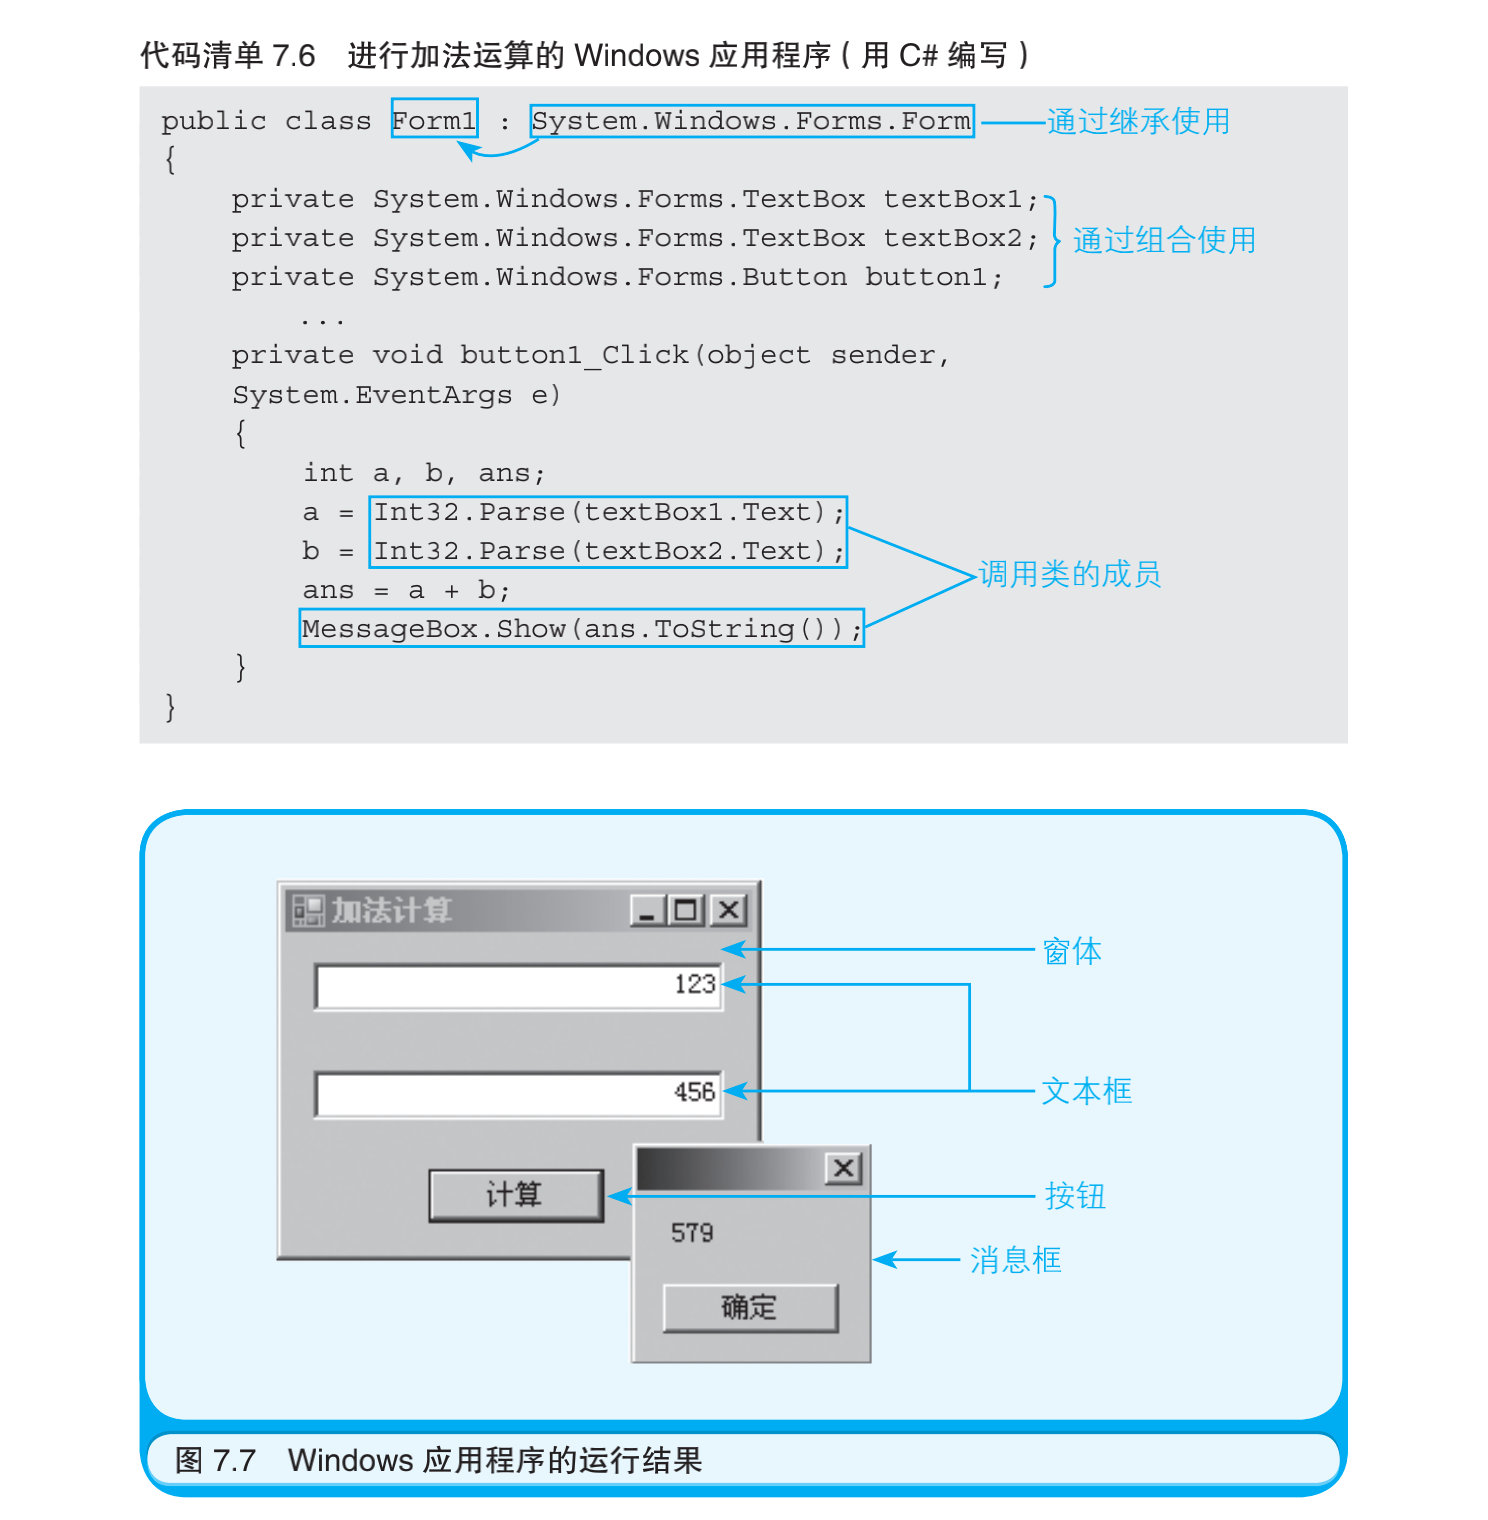 代码清单 7.6　进行加法运算的 Windows 应用程序（用 C# 编写）
public class Form1 : System.Windows.Forms.Form 通过继承使用
{
private System.Windows.Forms.TextBox textBox1;
private System.Windows.Forms.TextBox textBox2; 通过组合使用
private System.Windows.Forms.Button button1;
...
private void button1_Click(object sender,
System.EventArgs e)
{
int a, b, ans;
a = Int32.Parse(textBox1.Text);
b = Int32.Parse(textBox2.Text);
调用类的成员
ans = a + b;
MessageBox.Show(ans.ToString());
}
}
加法计算
窗体
123
456 文本框
计算 按钮
579
消息框
确定
图 7.7　Windows 应用程序的运行结果